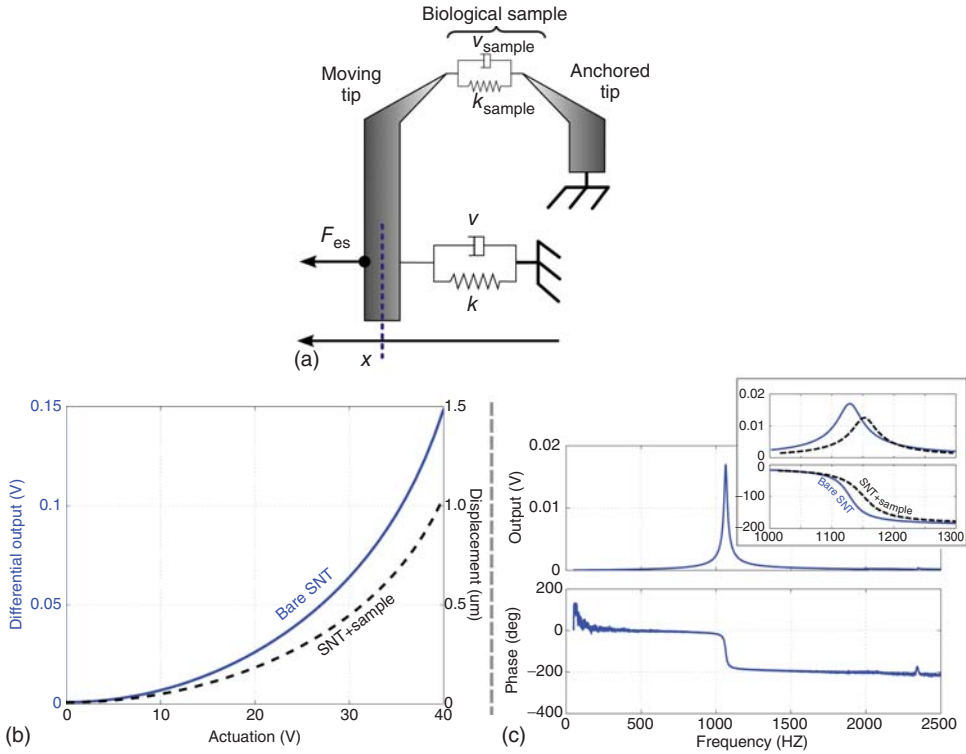 Biological sample
v_sample
Moving tip
Anchored tip
k_sample
v
F_es
k
x
(a)
0.15
0.1
0.05
0
Differential output (V)
1.5
1.0
0.5
0
Displacement (um)
Bare SNT
SNT+sample
0
10
20
30
40
Actuation (V)
(b)
0.02
0.01
0
Output (V)
0.02
0.01
0
0
−100
−200
Bare SNT
SNT+sample
1000
1100
1200
1300
200
0
−200
−400
Phase (deg)
0
500
1000
1500
2000
2500
Frequency (HZ)
(c)